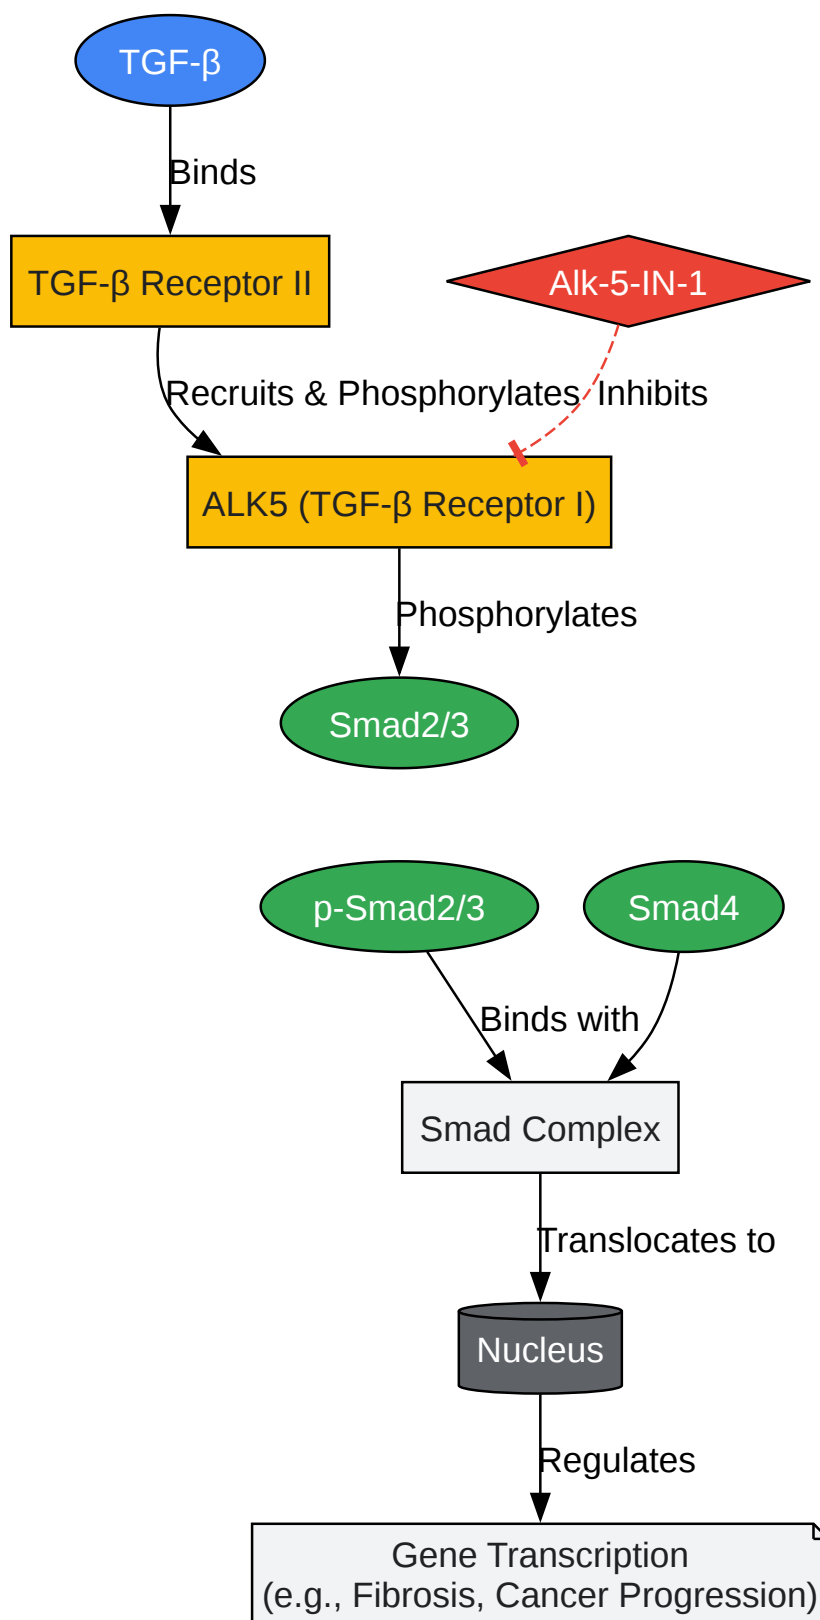 TGF-β
Binds
TGF-β Receptor II
Alk-5-IN-1
Recruits & Phosphorylates
Inhibits
ALK5 (TGF-β Receptor I)
Phosphorylates
Smad2/3
p-Smad2/3
Smad4
Binds with
Smad Complex
Translocates to
Nucleus
Regulates
Gene Transcription
(e.g., Fibrosis, Cancer Progression)